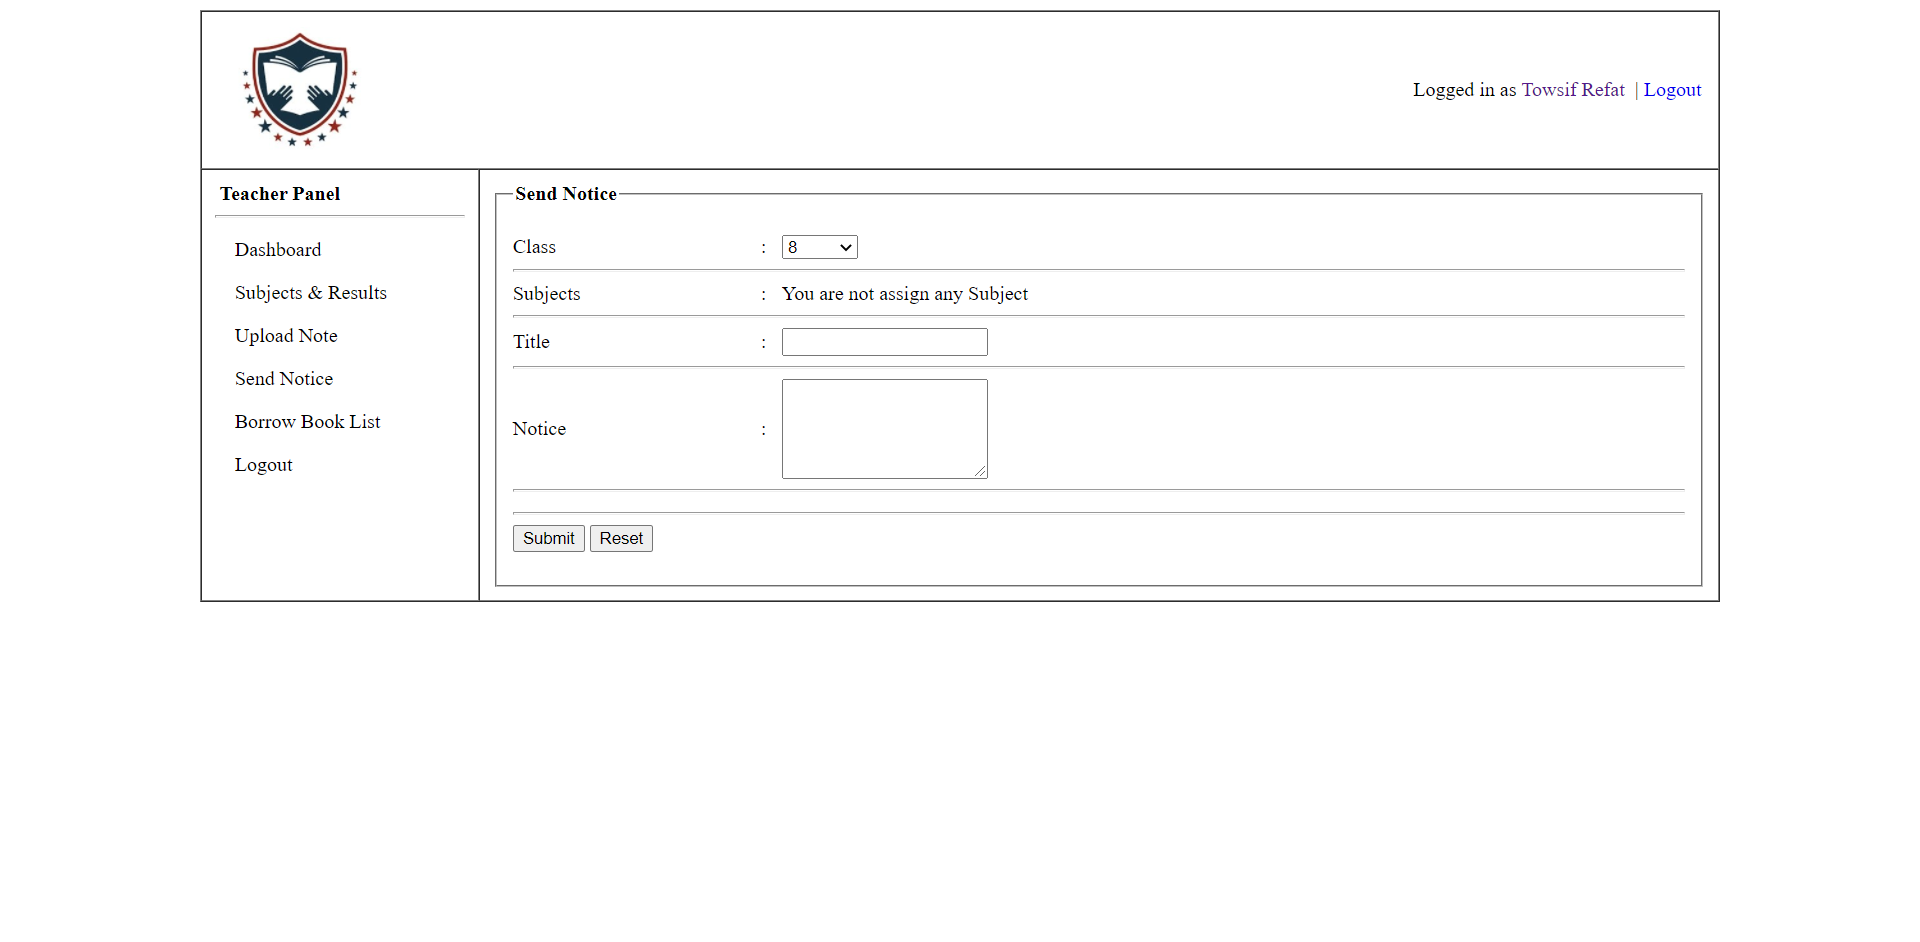 Logged in as Towsif Refat | Logout
Teacher Panel
Dashboard
Subjects & Results
Upload Note
Send Notice
Borrow Book List
Logout
Send Notice
Class : 8
Subjects : You are not assign any Subject
Title :
Notice :
Submit Reset